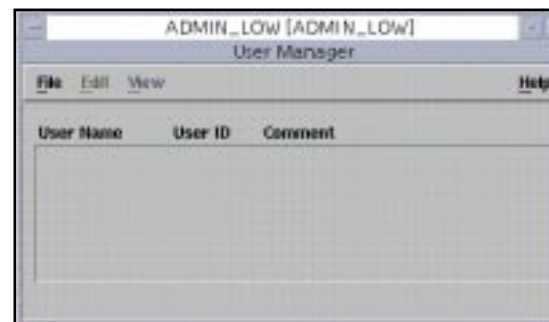 ADMIN_LOW [ADMIN_LOW]
User Manager
File Edit View Help
User Name User ID Comment